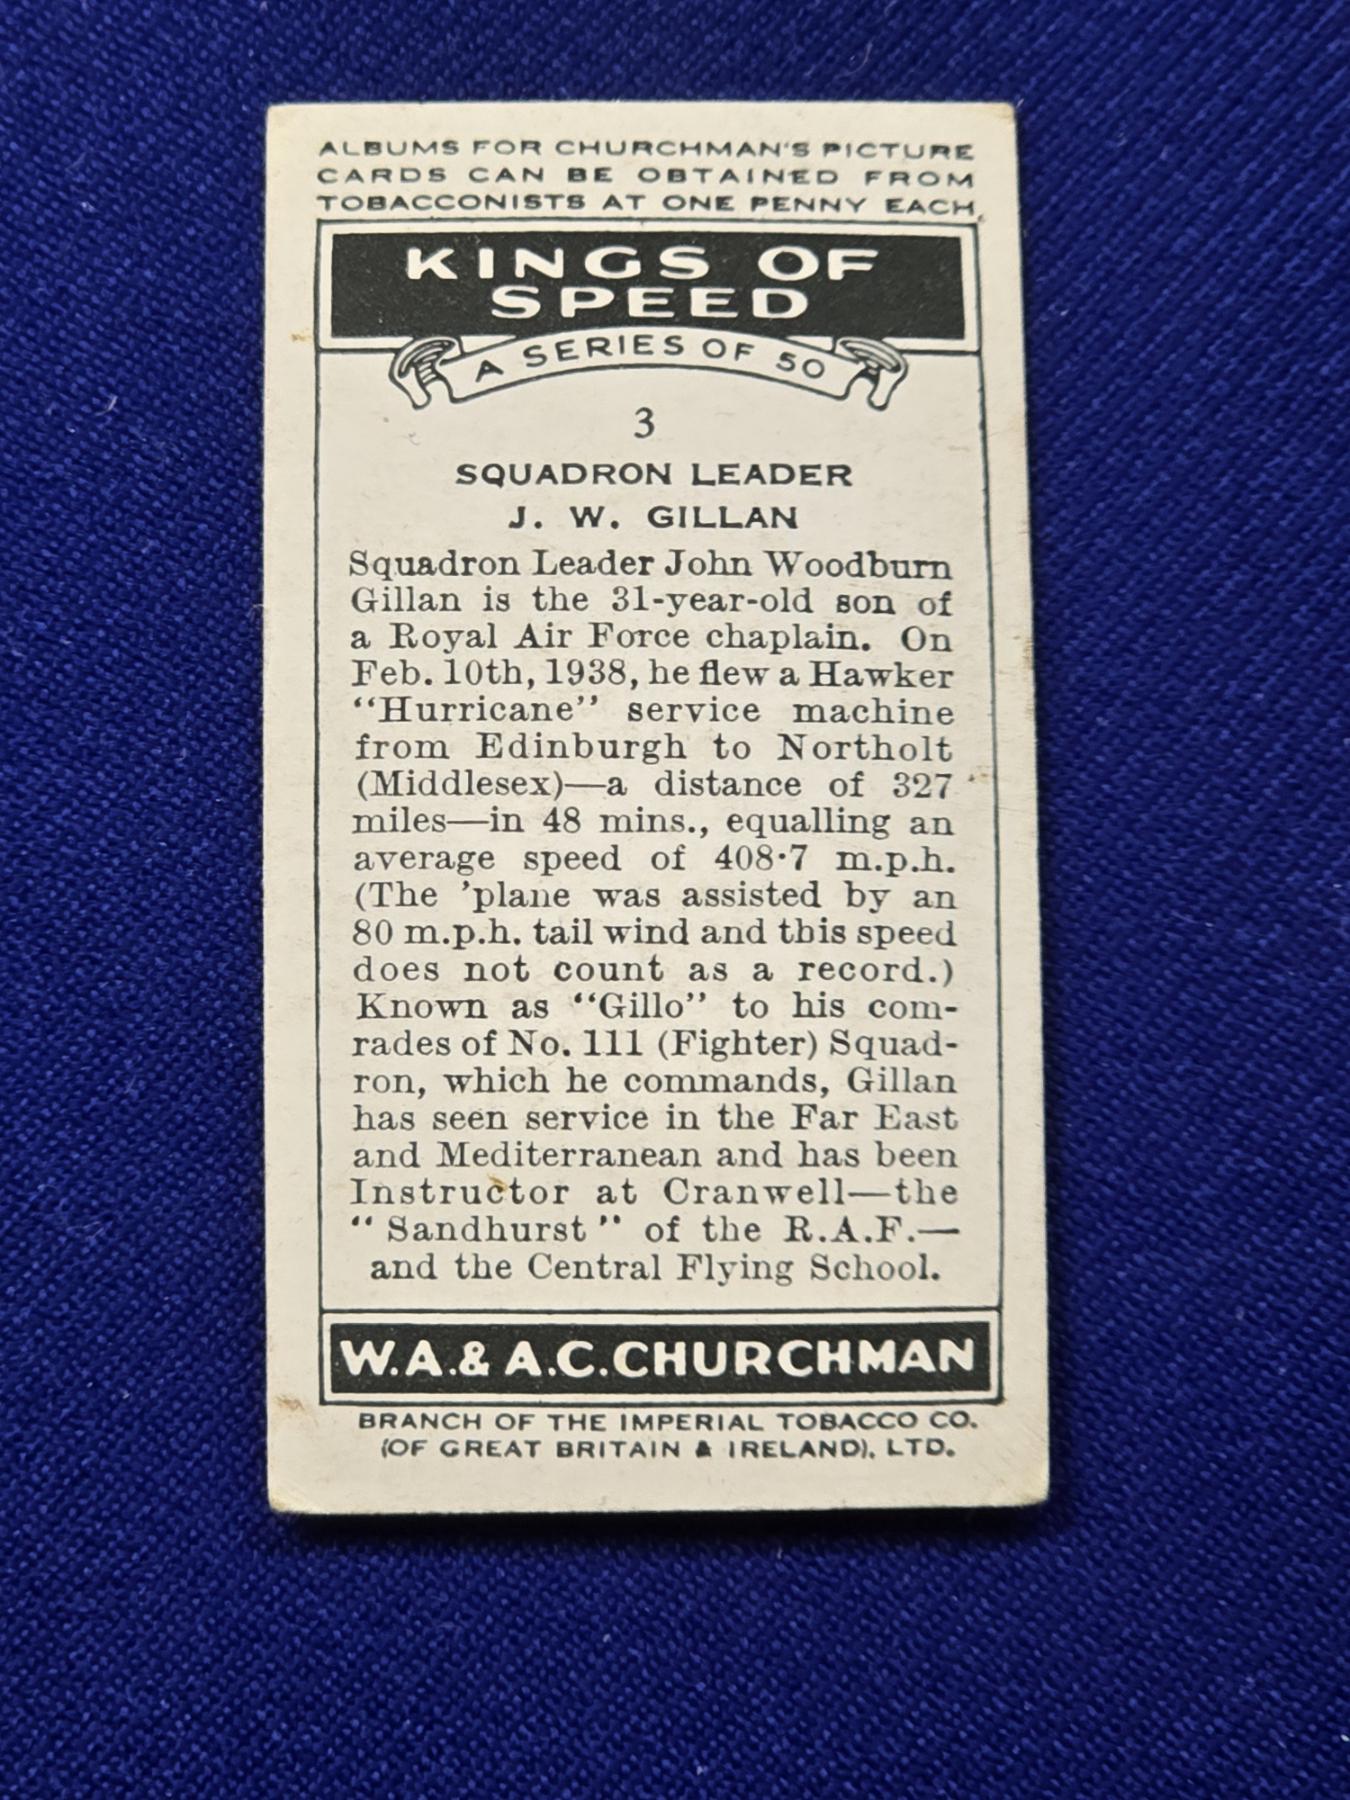 ALBUMS FOR CHURCHMAN'S PICTURE
CARDS CAN BE OBTAINED FROM
TOBACCONISTS AT ONE PENNY EACH.
KINGS OF
SPEED
A SERIES OF 50
3
SQUADRON LEADER
J. W. GILLAN
Squadron Leader John Woodburn
Gillan is the 31-year-old son of
a Royal Air Force chaplain. On
Feb. 10th, 1938, he flew a Hawker
“Hurricane” service machine
from Edinburgh to Northolt
(Middlesex)—a distance of 327
miles—in 48 mins., equalling an
average speed of 408·7 m.p.h.
(The ’plane was assisted by an
80 m.p.h. tail wind and this speed
does not count as a record.)
Known as “Gillo” to his com-
rades of No. 111 (Fighter) Squad-
ron, which he commands, Gillan
has seen service in the Far East
and Mediterranean and has been
Instructor at Cranwell—the
“Sandhurst” of the R.A.F.—
and the Central Flying School.
W.A.& A.C.CHURCHMAN
BRANCH OF THE IMPERIAL TOBACCO CO.
(OF GREAT BRITAIN & IRELAND), LTD.